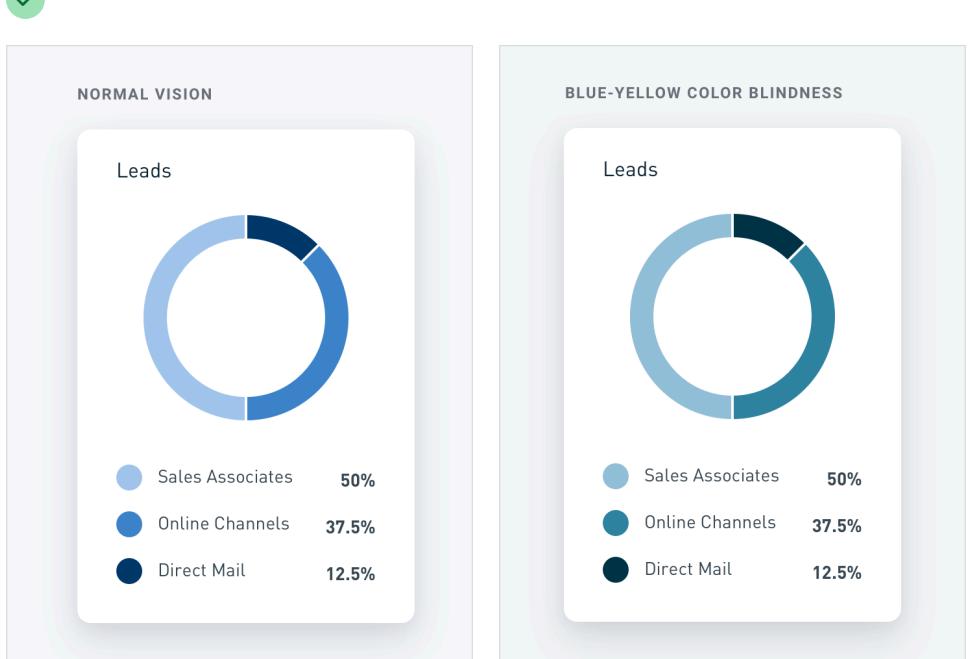 NORMAL VISION
Leads
Sales Associates 50%
Online Channels 37.5%
Direct Mail 12.5%
BLUE-YELLOW COLOR BLINDNESS
Leads
Sales Associates 50%
Online Channels 37.5%
Direct Mail 12.5%